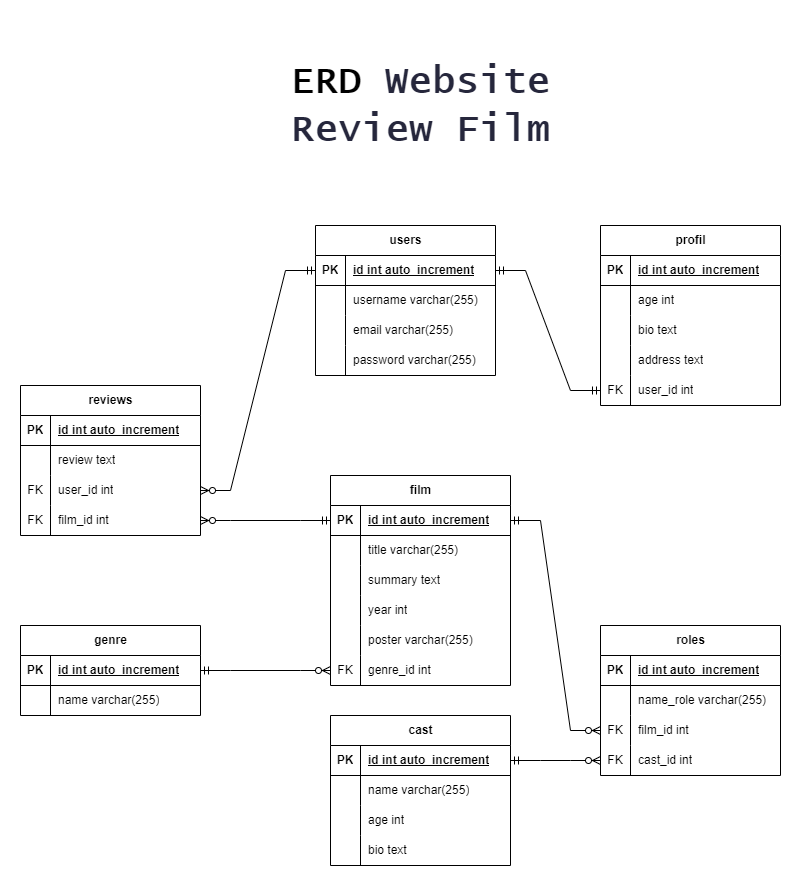 ERD Website
Review Film
users
PK id int auto_increment
username varchar(255)
email varchar(255)
password varchar(255)
profil
PK id int auto_increment
age int
bio text
address text
FK user_id int
reviews
PK id int auto_increment
review text
FK user_id int
FK film_id int
film
PK id int auto_increment
title varchar(255)
summary text
year int
poster varchar(255)
FK genre_id int
genre
PK id int auto_increment
name varchar(255)
roles
PK id int auto_increment
name_role varchar(255)
FK film_id int
FK cast_id int
cast
PK id int auto_increment
name varchar(255)
age int
bio text